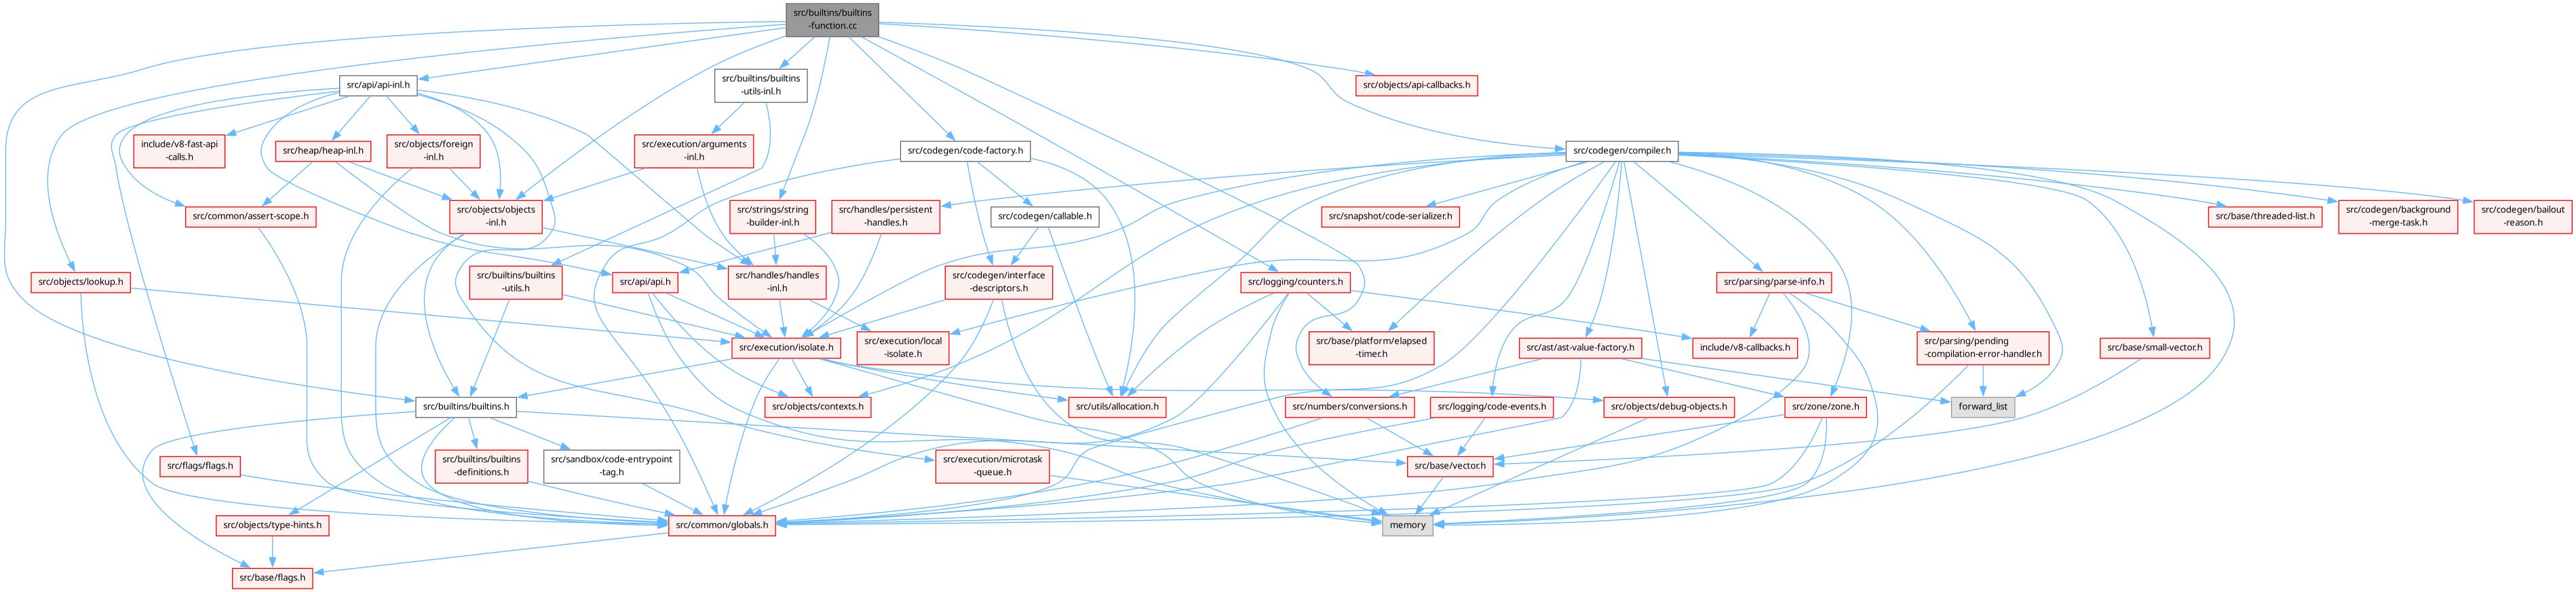 src/builtins/builtins
-function.cc
src/api/api-inl.h
src/builtins/builtins
-utils-inl.h
src/objects/api-callbacks.h
include/v8-fast-api
-calls.h
src/heap/heap-inl.h
src/objects/foreign
-inl.h
src/execution/arguments
-inl.h
src/codegen/code-factory.h
src/codegen/compiler.h
src/common/assert-scope.h
src/objects/objects
-inl.h
src/strings/string
-builder-inl.h
src/handles/persistent
-handles.h
src/codegen/callable.h
src/snapshot/code-serializer.h
src/base/threaded-list.h
src/codegen/background
-merge-task.h
src/codegen/bailout
-reason.h
src/objects/lookup.h
src/builtins/builtins
-utils.h
src/api/api.h
src/handles/handles
-inl.h
src/codegen/interface
-descriptors.h
src/logging/counters.h
src/parsing/parse-info.h
src/execution/isolate.h
src/execution/local
-isolate.h
src/base/platform/elapsed
-timer.h
src/ast/ast-value-factory.h
include/v8-callbacks.h
src/parsing/pending
-compilation-error-handler.h
src/base/small-vector.h
src/builtins/builtins.h
src/objects/contexts.h
src/utils/allocation.h
src/numbers/conversions.h
src/logging/code-events.h
src/objects/debug-objects.h
src/zone/zone.h
forward_list
src/flags/flags.h
src/builtins/builtins
-definitions.h
src/sandbox/code-entrypoint
-tag.h
src/execution/microtask
-queue.h
src/base/vector.h
src/objects/type-hints.h
src/common/globals.h
memory
src/base/flags.h